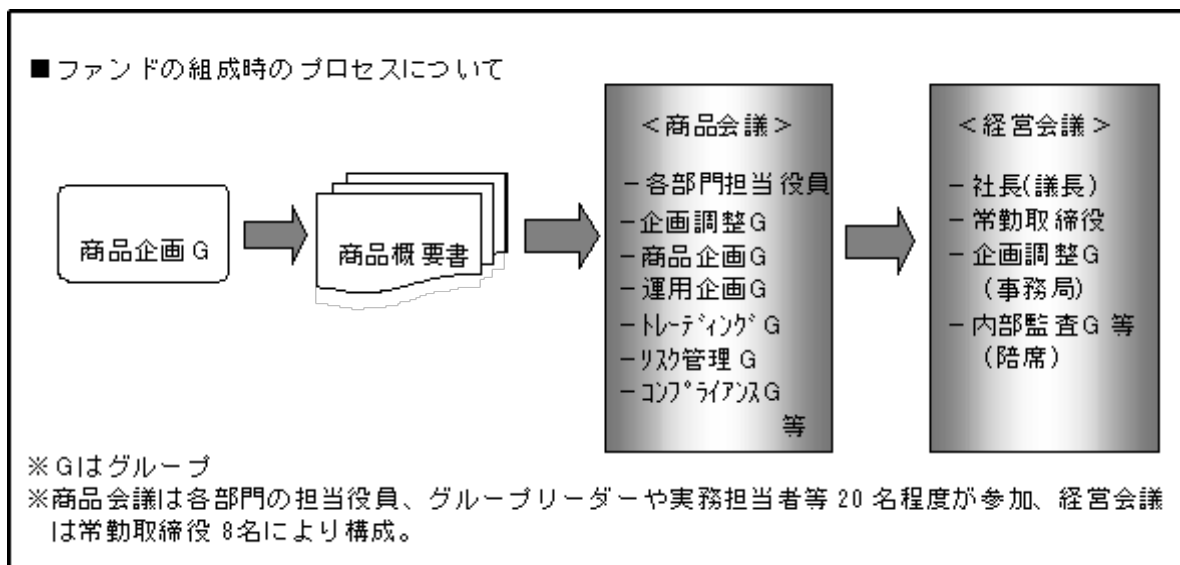 ■ファンドの組成時のプロセスについて
商品企画G
商品概要書
＜商品会議＞
－各部門担当役員
－企画調整G
－商品企画G
－運用企画G
－ﾄﾚｰﾃﾞｨﾝｸﾞG
－ﾘｽｸ管理G
－ｺﾝﾌﾟﾗｲｱﾝｽG
等
＜経営会議＞
－社長(議長)
－常勤取締役
－企画調整G
(事務局)
－内部監査G 等
(陪席)
※Gはグループ
※商品会議は各部門の担当役員、グループリーダーや実務担当者等 20 名程度が参加、経営会議
は常勤取締役 8名により構成。